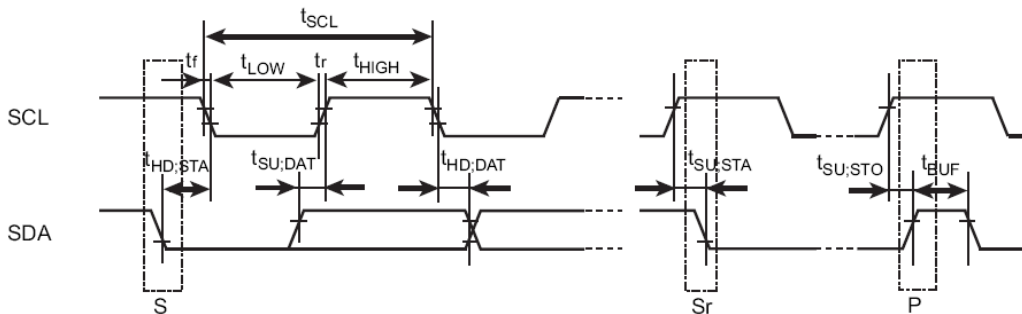 tSCL
tf tLOW tr tHIGH
SCL
tHD;STA tSU;DAT tHD;DAT tSU;STA tSU;STO tBUF
SDA
S Sr P